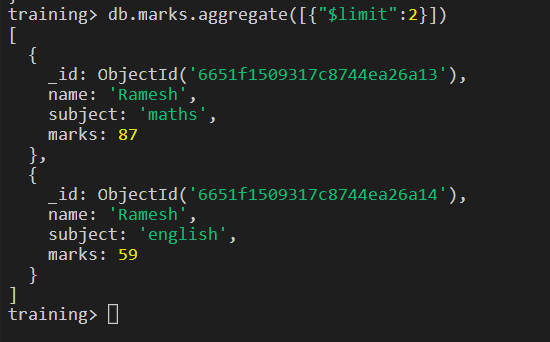 training> db.marks.aggregate([{"$limit":2}])
[
  {
    _id: ObjectId('6651f1509317c8744ea26a13'),
    name: 'Ramesh',
    subject: 'maths',
    marks: 87
  },
  {
    _id: ObjectId('6651f1509317c8744ea26a14'),
    name: 'Ramesh',
    subject: 'english',
    marks: 59
  }
]
training>